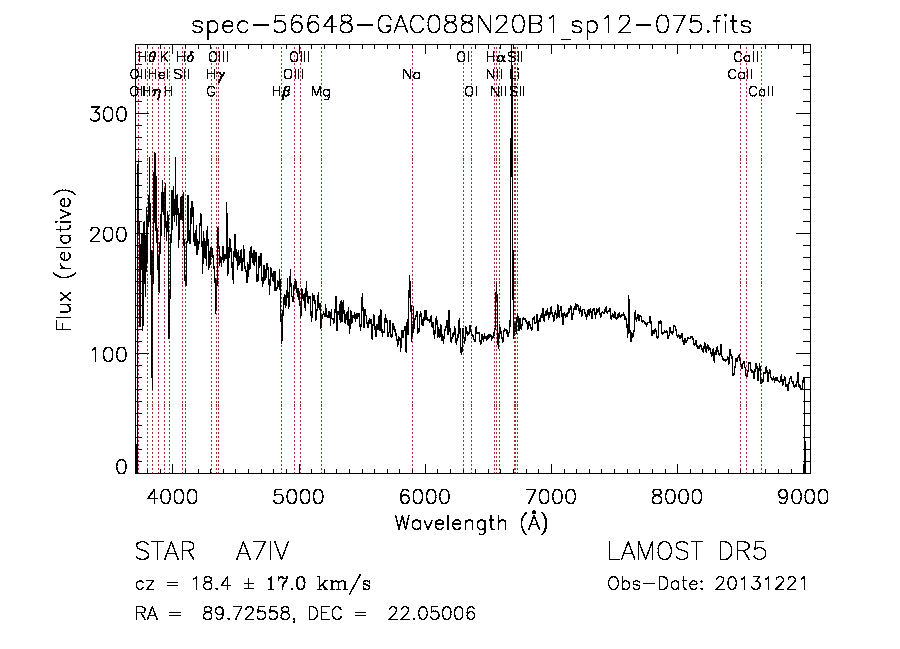 spec-56648-GAC088N20B1_sp12-075.fits
Hθ K Hδ OIII OIII OI Hα SII CaII
OII HeI SII Hγ OIII Na NII Li CaII
OII Hη H G Hβ Mg OI NII SII CaII
300
200
100
0
Flux (relative)
4000 5000 6000 7000 8000 9000
Wavelength (Å)
STAR A7IV LAMOST DR5
cz = 18.4 ± 17.0 km/s Obs-Date: 20131221
RA = 89.72558, DEC = 22.05006